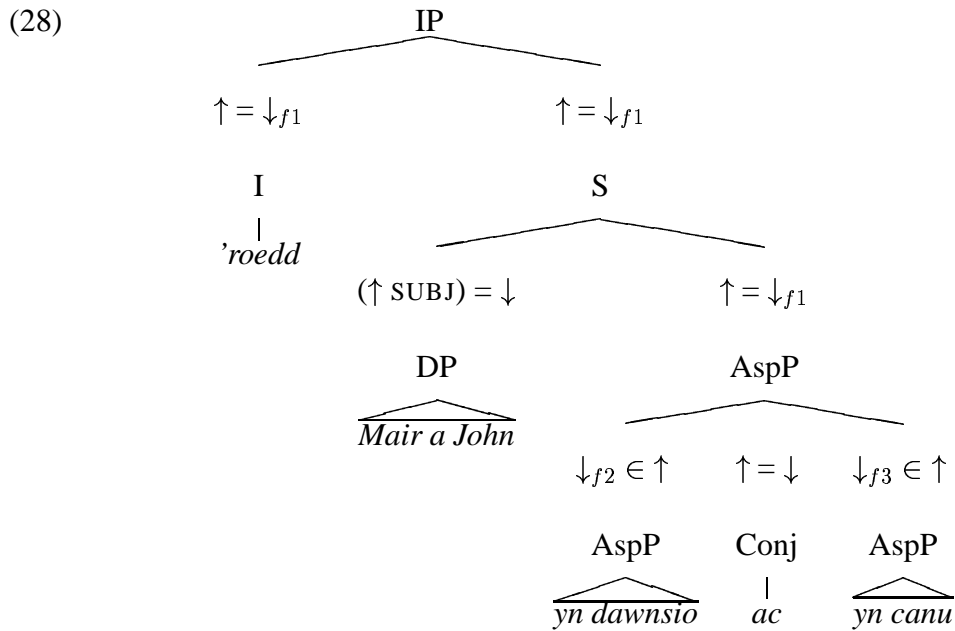 (28) IP
↑ = ↓f1 ↑ = ↓f1
I S
'roedd
(↑ SUBJ) = ↓ ↑ = ↓f1
DP AspP
Mair a John
↓f2 ∈ ↑ ↑ = ↓ ↓f3 ∈ ↑
AspP Conj AspP
yn dawnsio ac yn canu